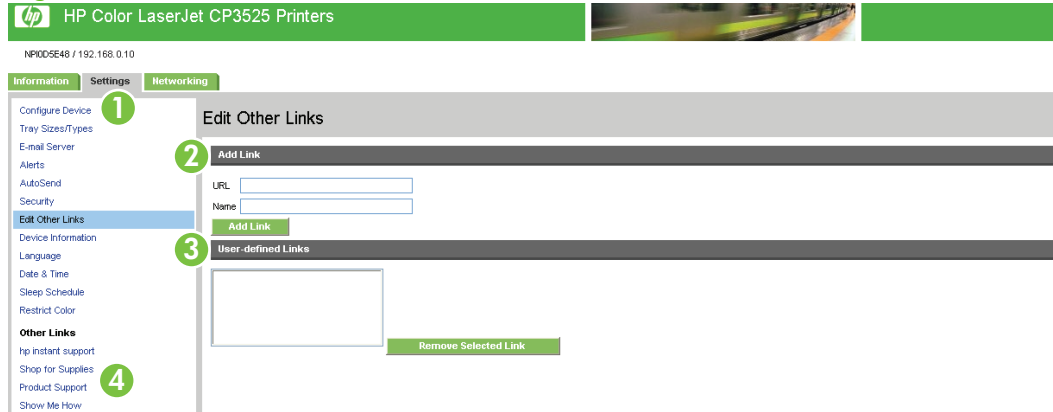 hp HP Color LaserJet CP3525 Printers
NPI0D5E48 / 192.168.0.10
Information Settings Networking
1
Configure Device
Tray Sizes/Types
E-mail Server
Alerts
AutoSend
Security
Edit Other Links
Device Information
Language
Date & Time
Sleep Schedule
Restrict Color
Other Links
hp instant support
Shop for Supplies
Product Support
4
Show Me How
Edit Other Links
2 Add Link
URL
Name
Add Link
3 User-defined Links
Remove Selected Link